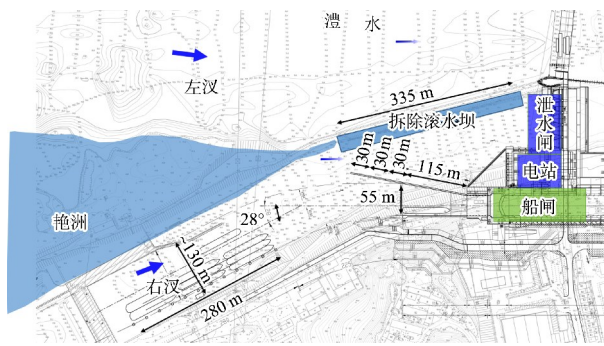 澧 水
左汊
335 m
拆除滚水坝
泄水闸
30 m
30 m
30 m
115 m
电站
55 m
船闸
艳洲
28°
~130 m
右汊
280 m